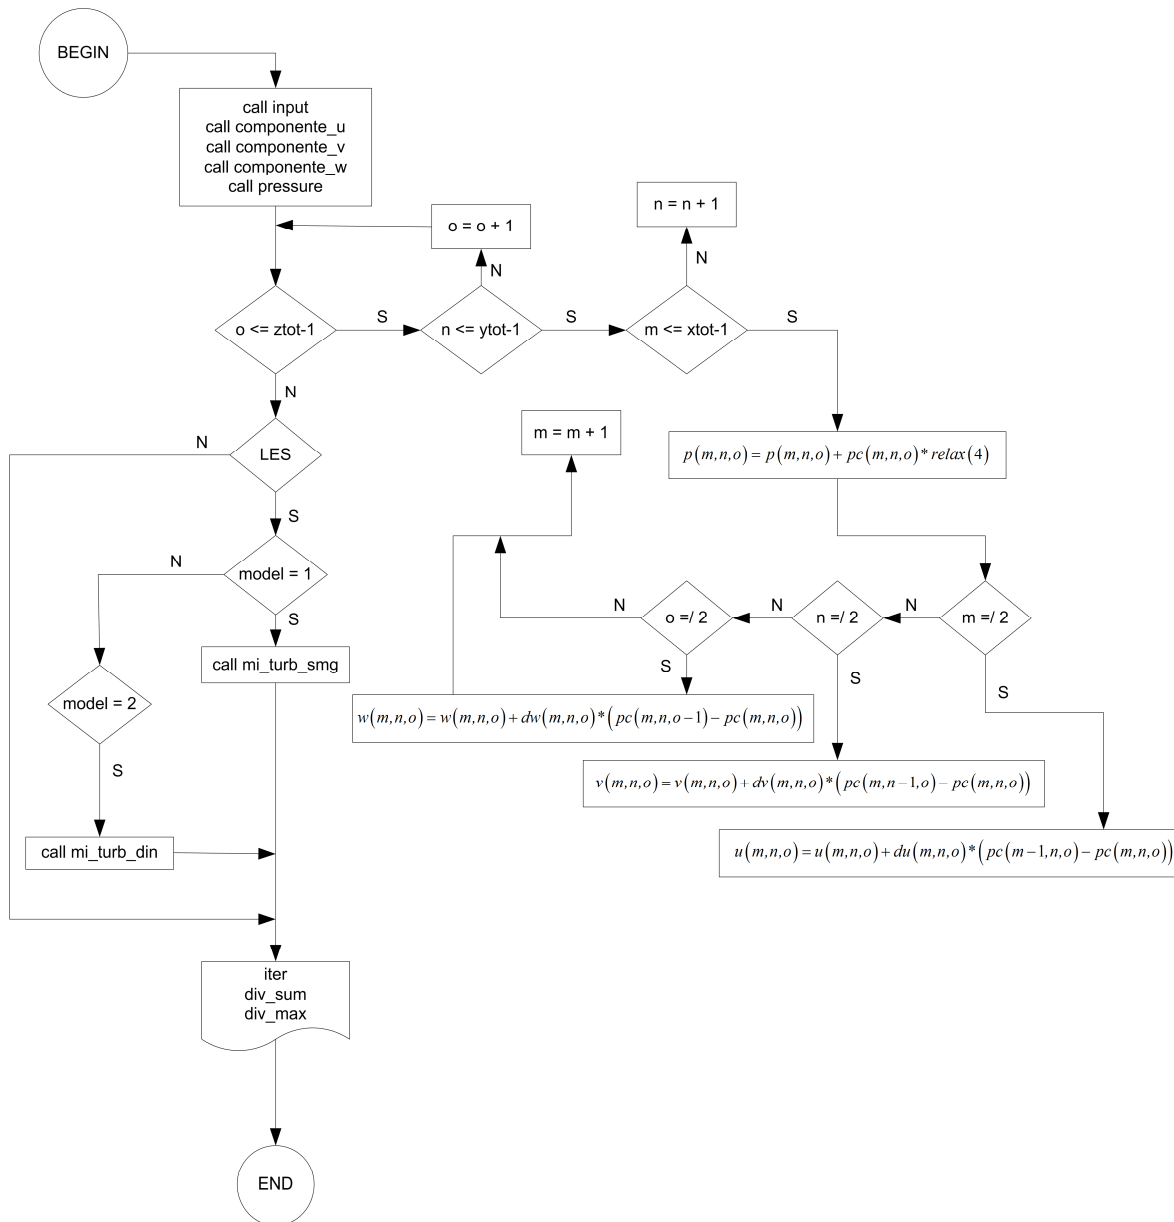 BEGIN
call input
call componente_u
call componente_v
call componente_w
call pressure
n = n + 1
o = o + 1
N
N
o <= ztot-1
S
n <= ytot-1
S
m <= xtot-1
S
N
m = m + 1
N
LES
p(m,n,o) = p(m,n,o) + pc(m,n,o)* relax(4)
S
N
model = 1
N
o =/ 2
N
n =/ 2
N
m =/ 2
S
call mi_turb_smg
S
S
S
model = 2
w(m,n,o) = w(m,n,o) + dw(m,n,o)*(pc(m,n,o−1) − pc(m,n,o))
S
v(m,n,o) = v(m,n,o) + dv(m,n,o)*(pc(m,n−1,o) − pc(m,n,o))
call mi_turb_din
u(m,n,o) = u(m,n,o) + du(m,n,o)*(pc(m−1,n,o) − pc(m,n,o))
iter
div_sum
div_max
END